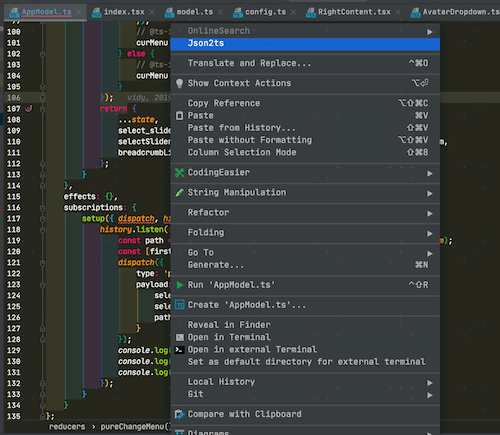 AppModel.ts index.tsx model.ts config.ts RightContent.tsx AvatarDropdown.tsx
OnlineSearch
100 // @ts-i
Json2ts
101 curMenu
102 } else {
Translate and Replace... ⌃⌘O
103 // @ts-i
104 curMenu
Show Context Actions ⌥⏎
105 }
106 }); vidy, 201
Copy Reference ⌥⇧⌘C
107 return {
108 ...state,
Paste ⌘V
109 select_slide
Paste from History... ⇧⌘V
110 selectSlider
Paste without Formatting ⌥⇧⌘V
111 breadcrumbLi
Column Selection Mode ⇧⌘8
112 };
113 }
CodingEasier
114 },
115 effects: {},
String Manipulation
116 subscriptions: {
117 setup({ dispatch, hi
Refactor
118 history.listen(
Folding
119 const path = );
120 const [first
Go To
121 dispatch({
Generate... ⌘N
122 type: 'p
123 payload:
Run 'AppModel.ts' ⌃⇧R
124 sele
125 sele
Create 'AppModel.ts'...
126 path
127 }
Reveal in Finder
128 });
Open in Terminal
129 console.log(
Open in external Terminal
130 console.log(
Set as default directory for external terminal
131 console.log(
132 });
Local History
133 }
Git
134 }
135 };
Compare with Clipboard
reducers › pureChangeMenu()
Diagrams